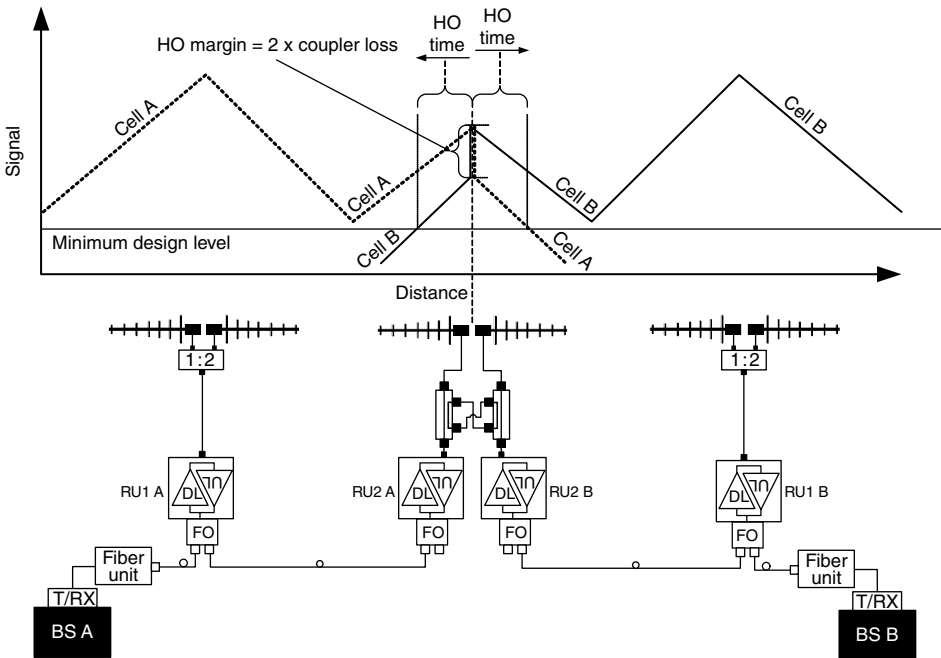 HO
time
HO
time
HO margin = 2 x coupler loss
Signal
Cell A
Cell A
Cell B
Cell B
Cell B
Cell A
Minimum design level
Distance
1:2
1:2
RU1 A
DL
UL
RU2 A
DL
UL
DL
UL
RU2 B
DL
UL
RU1 B
FO
FO
FO
FO
Fiber
unit
Fiber
unit
T/RX
T/RX
BS A
BS B